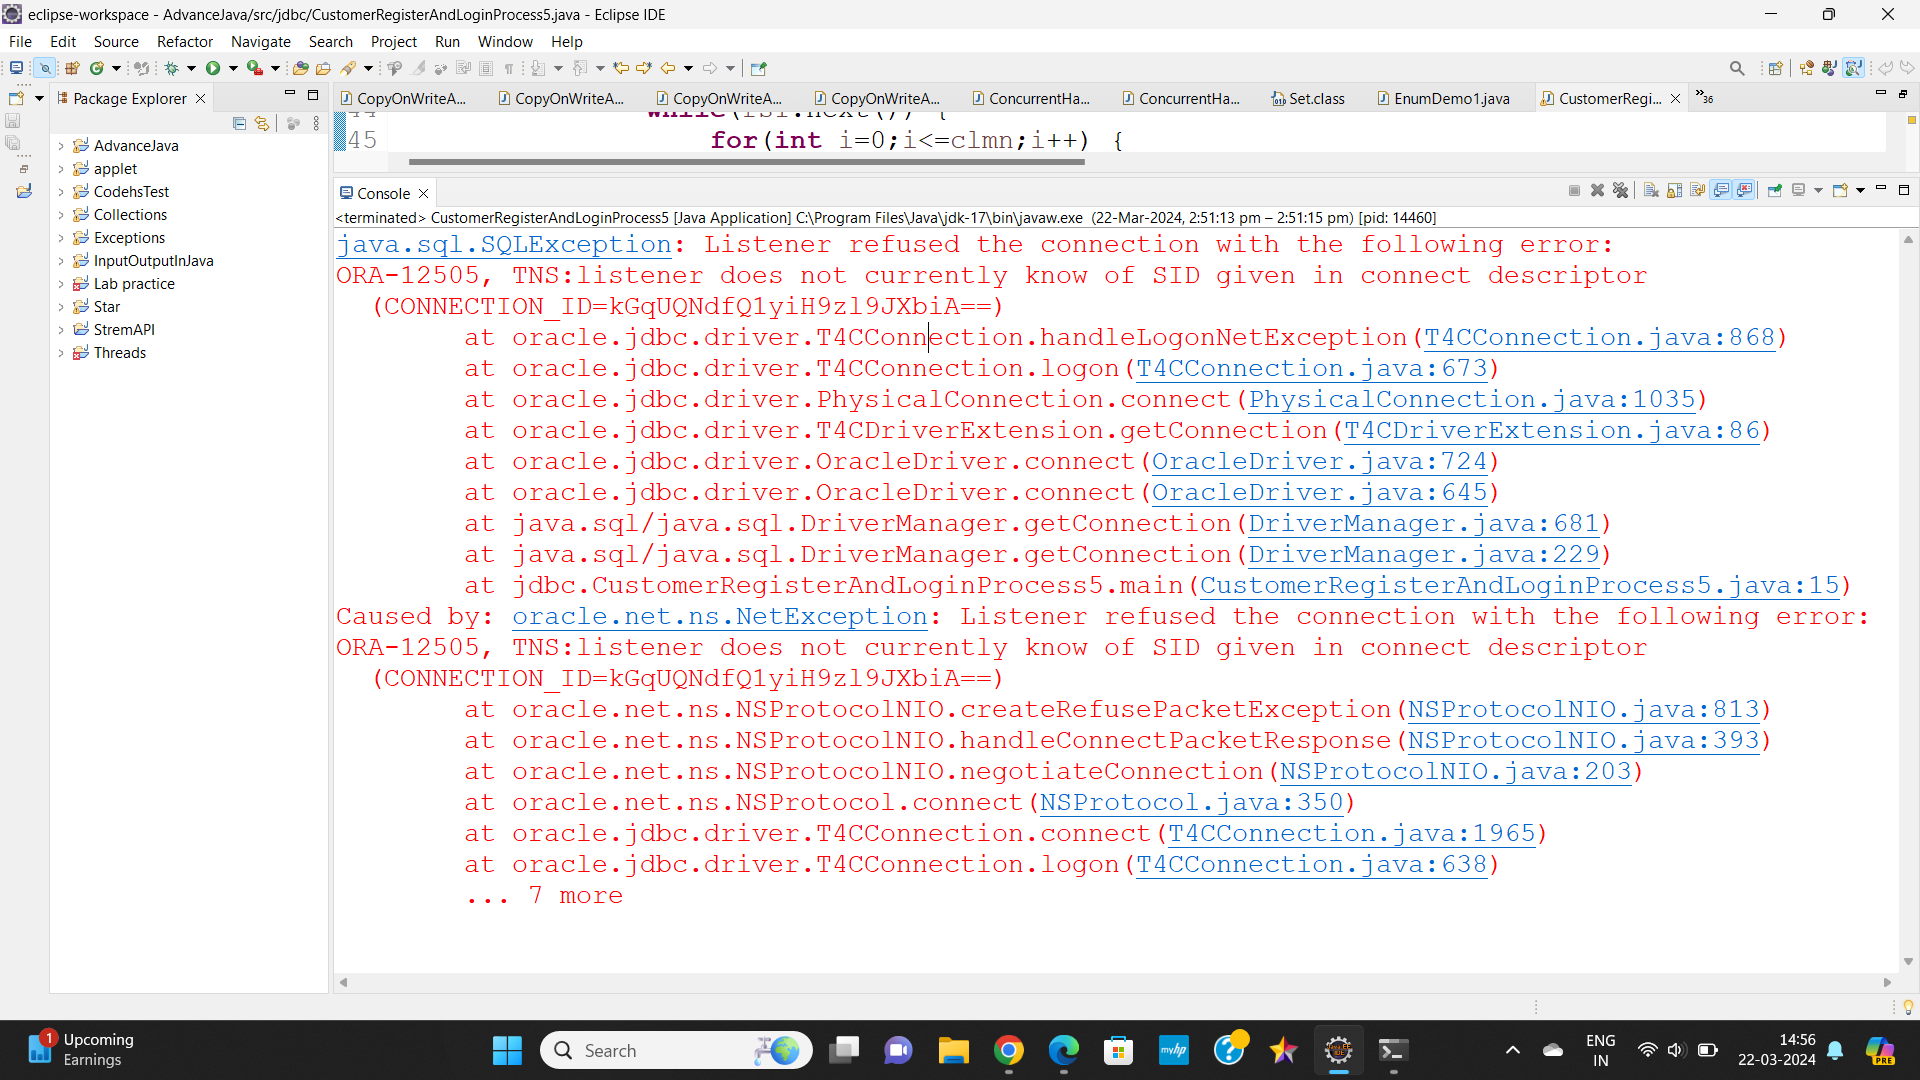 eclipse-workspace - AdvanceJava/src/jdbc/CustomerRegisterAndLoginProcess5.java - Eclipse IDE
File Edit Source Refactor Navigate Search Project Run Window Help
Package Explorer
CopyOnWriteA... CopyOnWriteA... CopyOnWriteA... CopyOnWriteA... ConcurrentHa... ConcurrentHa... Set.class EnumDemo1.java CustomerRegi... »36
44 while(rs1.next()) {
45 for(int i=0;i<=clmn;i++) {
AdvanceJava
applet
CodehsTest
Collections
Exceptions
InputOutputInJava
Lab practice
Star
StremAPI
Threads
Console
<terminated> CustomerRegisterAndLoginProcess5 [Java Application] C:\Program Files\Java\jdk-17\bin\javaw.exe (22-Mar-2024, 2:51:13 pm – 2:51:15 pm) [pid: 14460]
java.sql.SQLException: Listener refused the connection with the following error:
ORA-12505, TNS:listener does not currently know of SID given in connect descriptor
(CONNECTION_ID=kGqUQNdfQ1yiH9zl9JXbiA==)
at oracle.jdbc.driver.T4CConnection.handleLogonNetException(T4CConnection.java:868)
at oracle.jdbc.driver.T4CConnection.logon(T4CConnection.java:673)
at oracle.jdbc.driver.PhysicalConnection.connect(PhysicalConnection.java:1035)
at oracle.jdbc.driver.T4CDriverExtension.getConnection(T4CDriverExtension.java:86)
at oracle.jdbc.driver.OracleDriver.connect(OracleDriver.java:724)
at oracle.jdbc.driver.OracleDriver.connect(OracleDriver.java:645)
at java.sql/java.sql.DriverManager.getConnection(DriverManager.java:681)
at java.sql/java.sql.DriverManager.getConnection(DriverManager.java:229)
at jdbc.CustomerRegisterAndLoginProcess5.main(CustomerRegisterAndLoginProcess5.java:15)
Caused by: oracle.net.ns.NetException: Listener refused the connection with the following error:
ORA-12505, TNS:listener does not currently know of SID given in connect descriptor
(CONNECTION_ID=kGqUQNdfQ1yiH9zl9JXbiA==)
at oracle.net.ns.NSProtocolNIO.createRefusePacketException(NSProtocolNIO.java:813)
at oracle.net.ns.NSProtocolNIO.handleConnectPacketResponse(NSProtocolNIO.java:393)
at oracle.net.ns.NSProtocolNIO.negotiateConnection(NSProtocolNIO.java:203)
at oracle.net.ns.NSProtocol.connect(NSProtocol.java:350)
at oracle.jdbc.driver.T4CConnection.connect(T4CConnection.java:1965)
at oracle.jdbc.driver.T4CConnection.logon(T4CConnection.java:638)
... 7 more
1 Upcoming
Earnings
Search
myhp
ENG
IN
14:56
22-03-2024
PRE